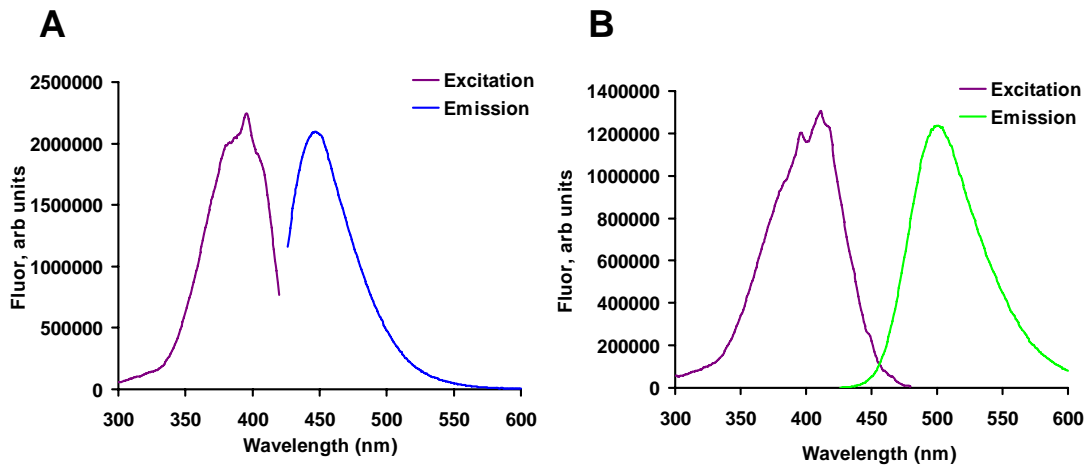 A
Excitation
Emission
2500000
2000000
1500000
1000000
500000
0
Fluor, arb units
300 350 400 450 500 550 600
Wavelength (nm)
B
Excitation
Emission
1400000
1200000
1000000
800000
600000
400000
200000
0
Fluor, arb units
300 350 400 450 500 550 600
Wavelength (nm)